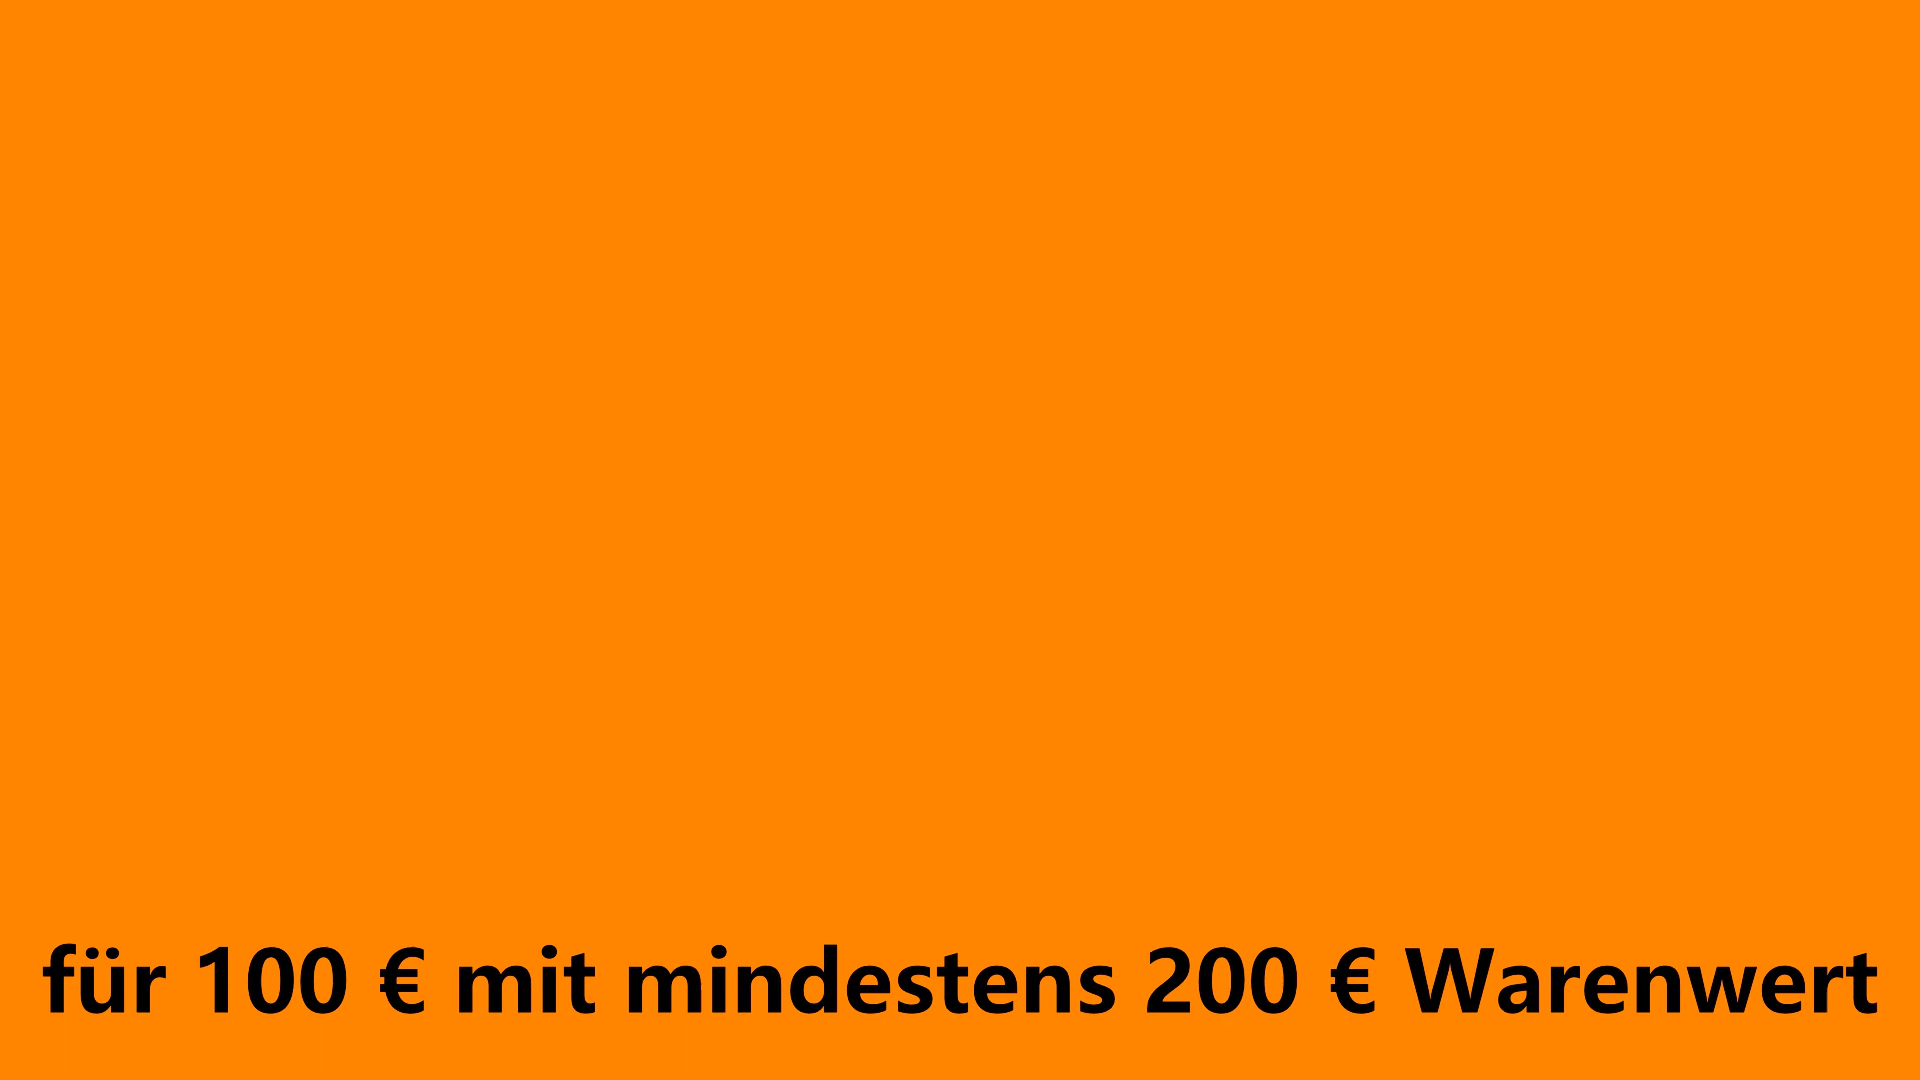 für 100 € mit mindestens 200 € Warenwert